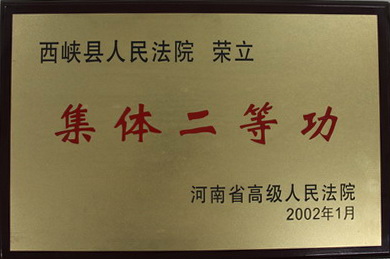 西峡县人民法院 荣立
集体二等功
河南省高级人民法院
2002年1月